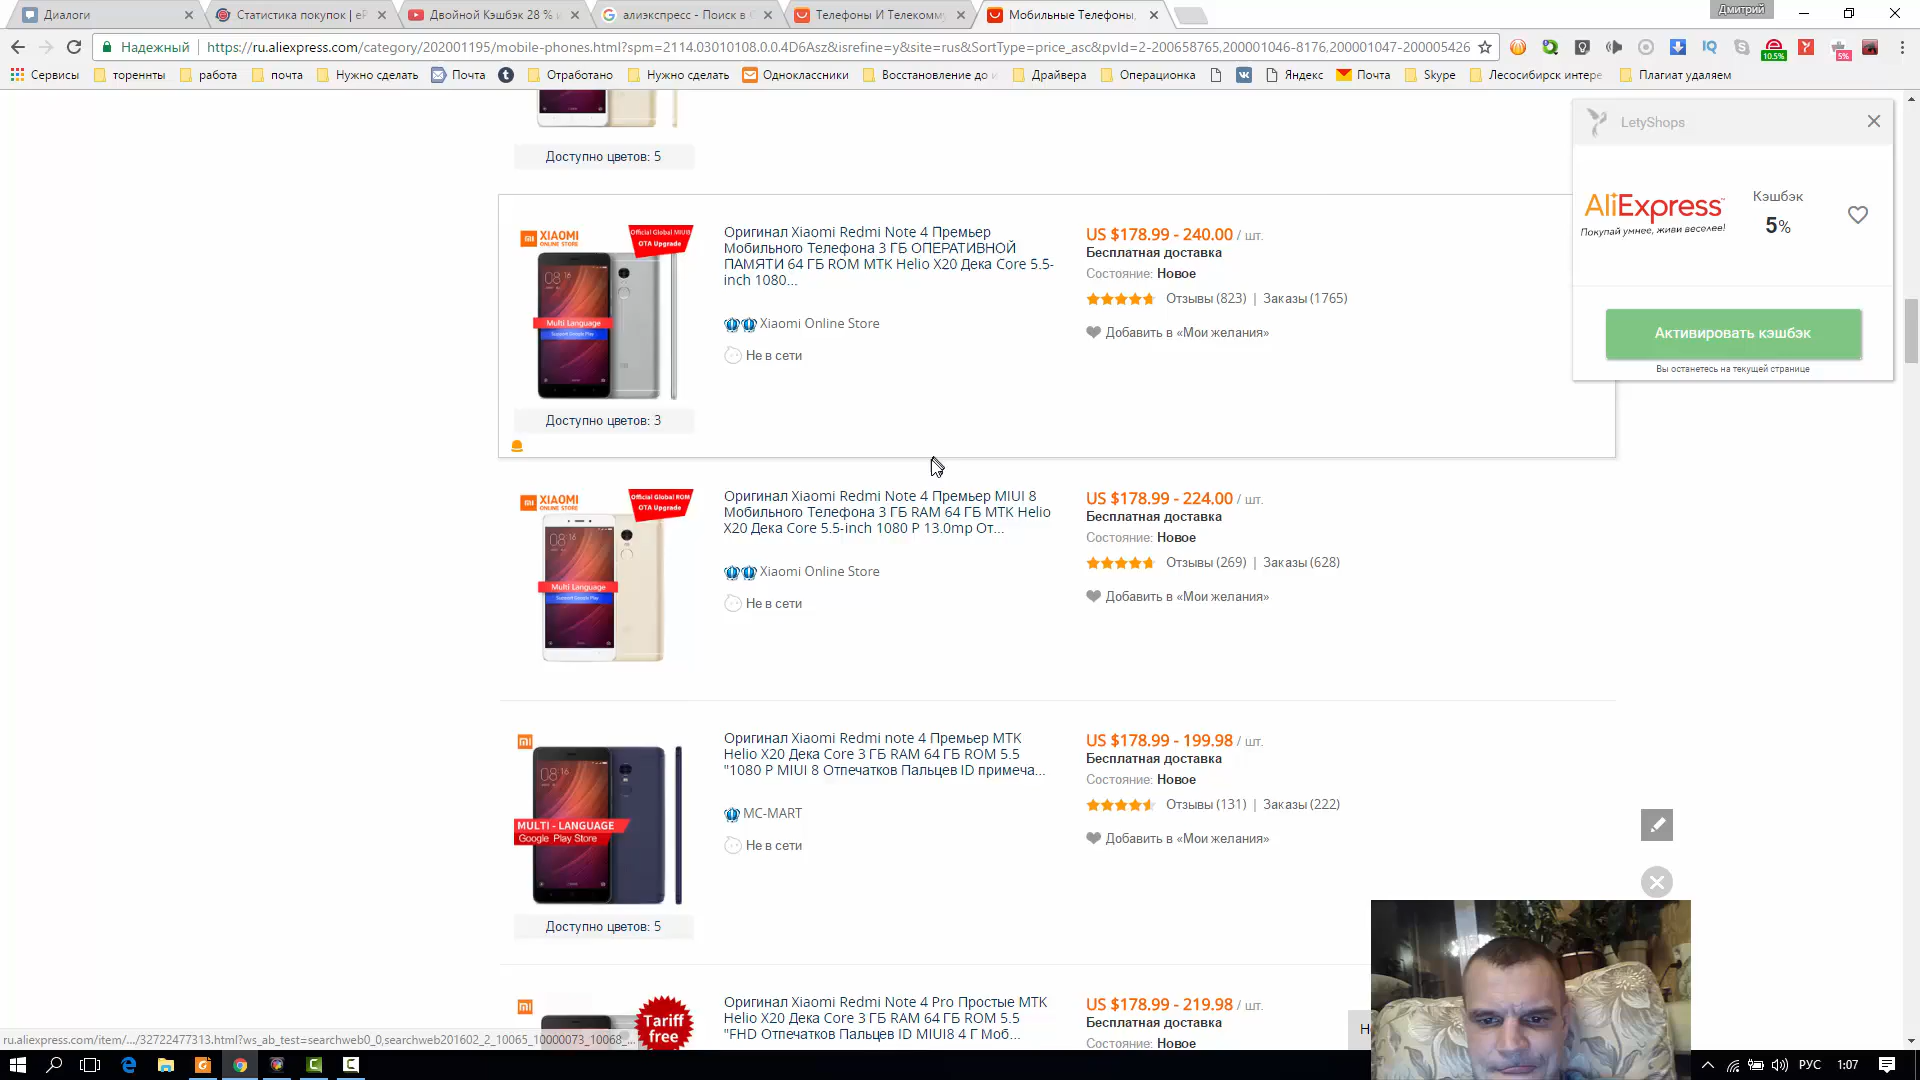 Диалоги
Статистика покупок | eP
Двойной Кэшбэк 28 % и
алиэкспресс - Поиск в G
Телефоны И Телекомму
Мобильные Телефоны,
Дмитрий
Надежный
https://ru.aliexpress.com/category/202001195/mobile-phones.html?spm=2114.03010108.0.0.4D6Asz&isrefine=y&site=rus&SortType=price_asc&pvId=2-200658765,200001046-8176,200001047-200005426
10.5%
5%
Сервисы
тореннты
работа
почта
Нужно сделать
Почта
Отработано
Нужно сделать
Одноклассники
Восстановление до и
Драйвера
Операционка
Яндекс
Почта
Skype
Лесосибирск интере
Плагиат удаляем
Доступно цветов: 5
LetyShops
AliExpress
Покупай умнее, живи веселее!
Кэшбэк
5%
Активировать кэшбэк
Вы останетесь на текущей странице
XIAOMI
ONLINE STORE
Official Global MIUI8
OTA Upgrade
08 16
Multi Language
Support Google Play
Оригинал Xiaomi Redmi Note 4 Премьер
Мобильного Телефона 3 ГБ ОПЕРАТИВНОЙ
ПАМЯТИ 64 ГБ ROM MTK Helio X20 Дека Core 5.5-
inch 1080...
Xiaomi Online Store
Не в сети
US $178.99 - 240.00 / шт.
Бесплатная доставка
Состояние: Новое
Отзывы (823) | Заказы (1765)
Добавить в «Мои желания»
Доступно цветов: 3
XIAOMI
ONLINE STORE
Official Global ROM
OTA Upgrade
08 16
Multi Language
Support Google Play
Оригинал Xiaomi Redmi Note 4 Премьер MIUI 8
Мобильного Телефона 3 ГБ RAM 64 ГБ MTK Helio
X20 Дека Core 5.5-inch 1080 P 13.0mp От...
Xiaomi Online Store
Не в сети
US $178.99 - 224.00 / шт.
Бесплатная доставка
Состояние: Новое
Отзывы (269) | Заказы (628)
Добавить в «Мои желания»
08 16
MULTI - LANGUAGE
Google Play Store
Оригинал Xiaomi Redmi note 4 Премьер MTK
Helio X20 Дека Core 3 ГБ RAM 64 ГБ ROM 5.5
"1080 P MIUI 8 Отпечатков Пальцев ID примеча...
MC-MART
Не в сети
US $178.99 - 199.98 / шт.
Бесплатная доставка
Состояние: Новое
Отзывы (131) | Заказы (222)
Добавить в «Мои желания»
Доступно цветов: 5
Tariff
free
Оригинал Xiaomi Redmi Note 4 Pro Простые MTK
Helio X20 Дека Core 3 ГБ RAM 64 ГБ ROM 5.5
"FHD Отпечатков Пальцев ID MIUI8 4 Г Моб...
US $178.99 - 219.98 / шт.
Бесплатная доставка
Состояние: Новое
ru.aliexpress.com/item/.../32722477313.html?ws_ab_test=searchweb0_0,searchweb201602_2_10065_10000073_10068_...
РУС
1:07